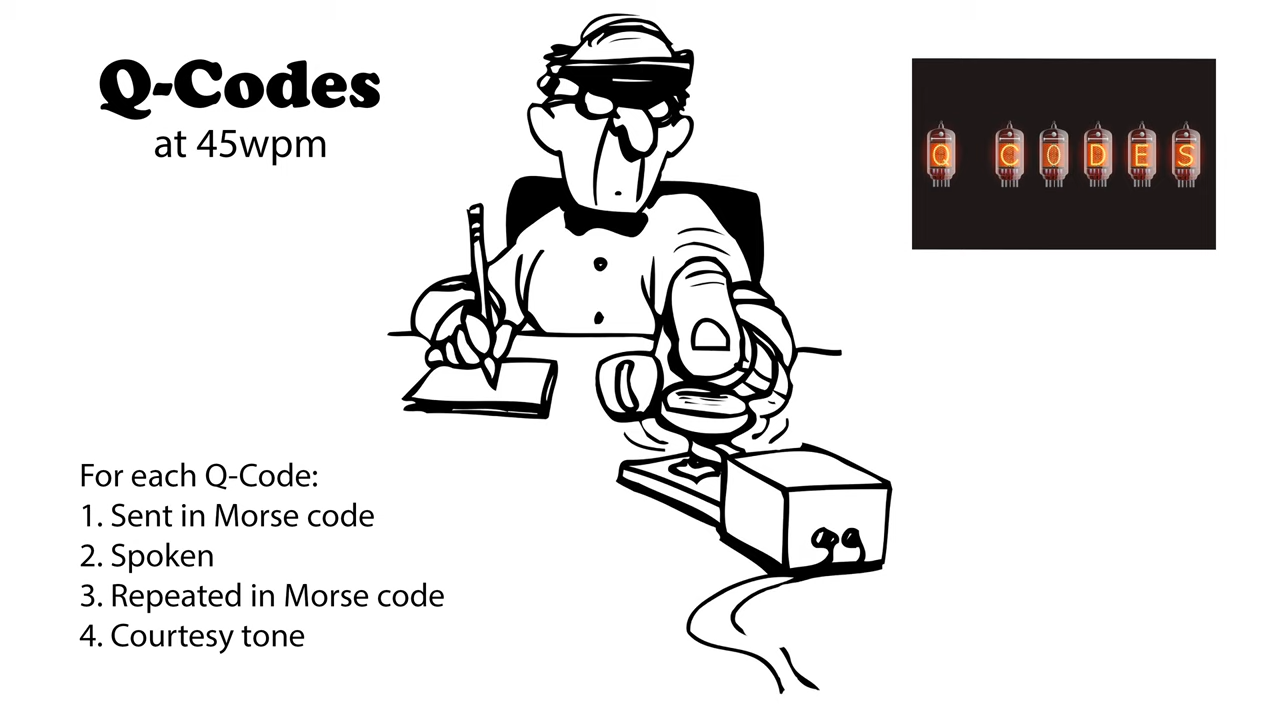 Q-Codes
at 45wpm
Q CODES
For each Q-Code:
1. Sent in Morse code
2. Spoken
3. Repeated in Morse code
4. Courtesy tone